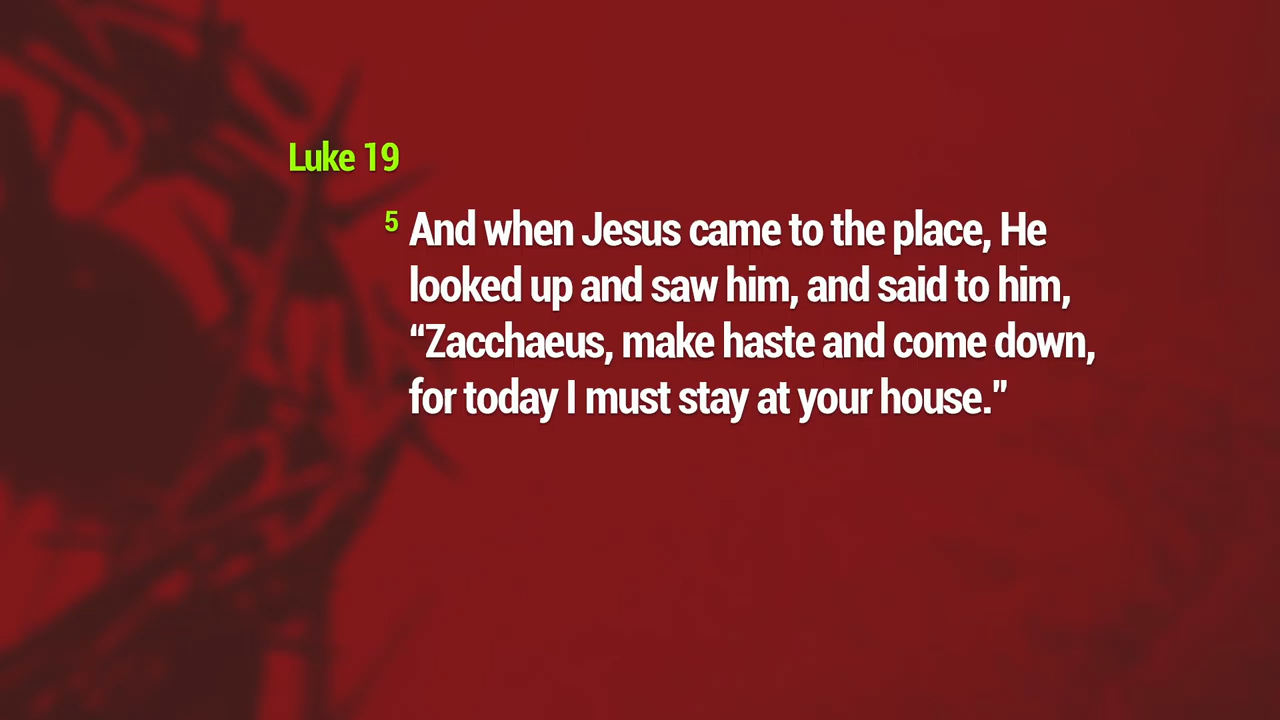 Luke 19
5 And when Jesus came to the place, He
looked up and saw him, and said to him,
“Zacchaeus, make haste and come down,
for today I must stay at your house.”